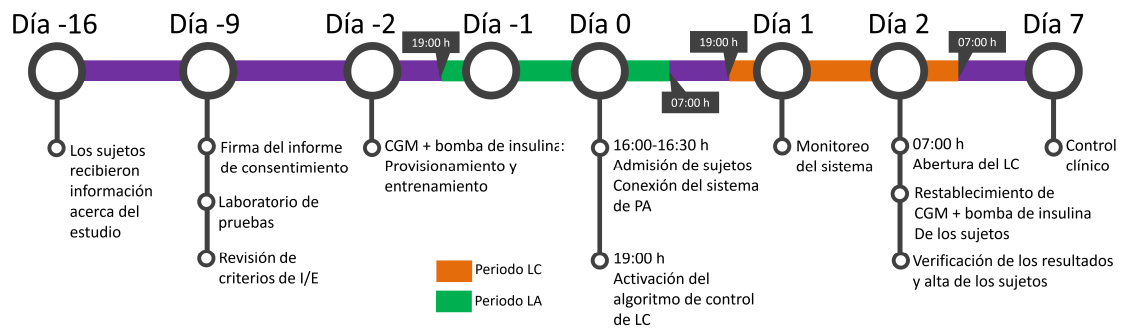 Día -16
Día -9
Día -2
19:00 h
Día -1
Día 0
07:00 h
19:00 h
Día 1
Día 2
07:00 h
Día 7
Los sujetos
recibieron
información
acerca del
estudio
Firma del informe
de consentimiento
Laboratorio de
pruebas
Revisión de
criterios de I/E
CGM + bomba de insulina:
Provisionamiento y
entrenamiento
16:00-16:30 h
Admisión de sujetos
Conexión del sistema
de PA
19:00 h
Activación del
algoritmo de control
de LC
Monitoreo
del sistema
07:00 h
Abertura del LC
Restablecimiento de
CGM + bomba de insulina
De los sujetos
Verificación de los resultados
y alta de los sujetos
Control
clínico
Periodo LC
Periodo LA